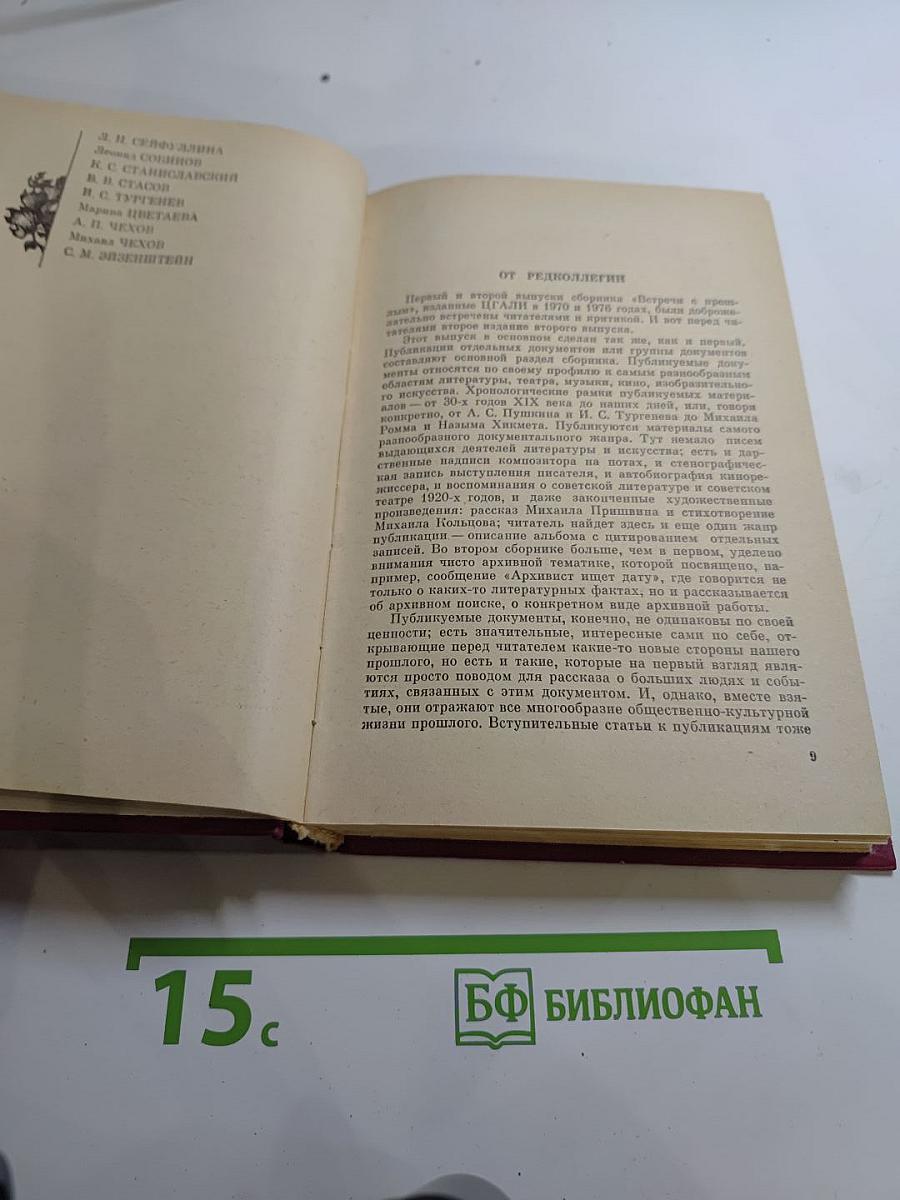 Л. Н. СЕЙФУЛЛИНА
Леонид СОБИНОВ
К. С. СТАНИСЛАВСКИЙ
В. В. СТАСОВ
И. С. ТУРГЕНЕВ
Марина ЦВЕТАЕВА
А. П. ЧЕХОВ
Михаил ЧЕХОВ
С. М. ЭЙЗЕНШТЕЙН
ОТ РЕДКОЛЛЕГИИ
Первый и второй выпуски сборника «Встречи с прош-
лым», изданные ЦГАЛИ в 1970 и 1976 годах, были доброже-
лательно встречены читателями и критикой. И вот перед чи-
тателями второе издание второго выпуска.
Этот выпуск в основном сделан так же, как и первый.
Публикации отдельных документов или группы документов
составляют основной раздел сборника. Публикуемые доку-
менты относятся по своему профилю к самым разнообразным
областям литературы, театра, музыки, кино, изобразительно-
го искусства. Хронологические рамки публикуемых матери-
алов — от 30-х годов XIX века до наших дней, или, говоря
конкретно, от А. С. Пушкина и И. С. Тургенева до Михаила
Ромма и Назыма Хикмета. Публикуются материалы самого
разнообразного документального жанра. Тут немало писем
выдающихся деятелей литературы и искусства; есть и дар-
ственные надписи композитора на нотах, и стенографичес-
кая запись выступления писателя, и автобиография киноре-
жиссера, и воспоминания о советской литературе и советском
театре 1920-х годов, и даже законченные художественные
произведения: рассказ Михаила Пришвина и стихотворение
Михаила Кольцова; читатель найдет здесь и еще один жанр
публикации — описание альбома с цитированием отдельных
записей. Во втором сборнике больше, чем в первом, уделено
внимания чисто архивной тематике, которой посвящено, на-
пример, сообщение «Архивист ищет дату», где говорится не
только о каких-то литературных фактах, но и рассказывается
об архивном поиске, о конкретном виде архивной работы.
Публикуемые документы, конечно, не одинаковы по своей
ценности; есть значительные, интересные сами по себе, от-
крывающие перед читателем какие-то новые стороны нашего
прошлого, но есть и такие, которые на первый взгляд явля-
ются просто поводом для рассказа о больших людях и собы-
тиях, связанных с этим документом. И, однако, вместе взя-
тые, они отражают все многообразие общественно-культурной
жизни прошлого. Вступительные статьи к публикациям тоже
9
15 с
БФ БИБЛИОФАН